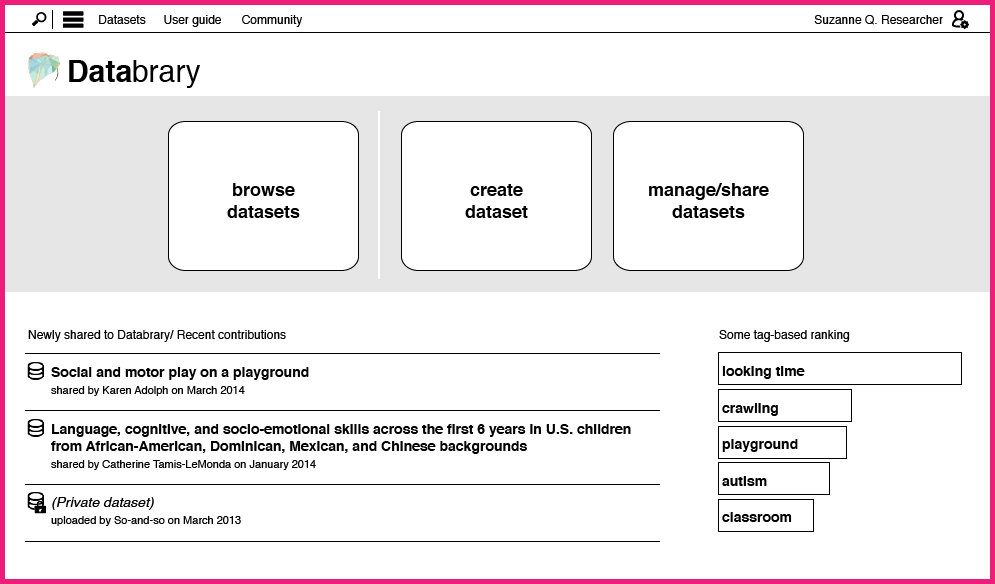 Datasets User guide Community Suzanne Q. Researcher
Databrary
browse
datasets
create
dataset
manage/share
datasets
Newly shared to Databrary/ Recent contributions
Social and motor play on a playground
shared by Karen Adolph on March 2014
Language, cognitive, and socio-emotional skills across the first 6 years in U.S. children
from African-American, Dominican, Mexican, and Chinese backgrounds
shared by Catherine Tamis-LeMonda on January 2014
(Private dataset)
uploaded by So-and-so on March 2013
Some tag-based ranking
looking time
crawling
playground
autism
classroom